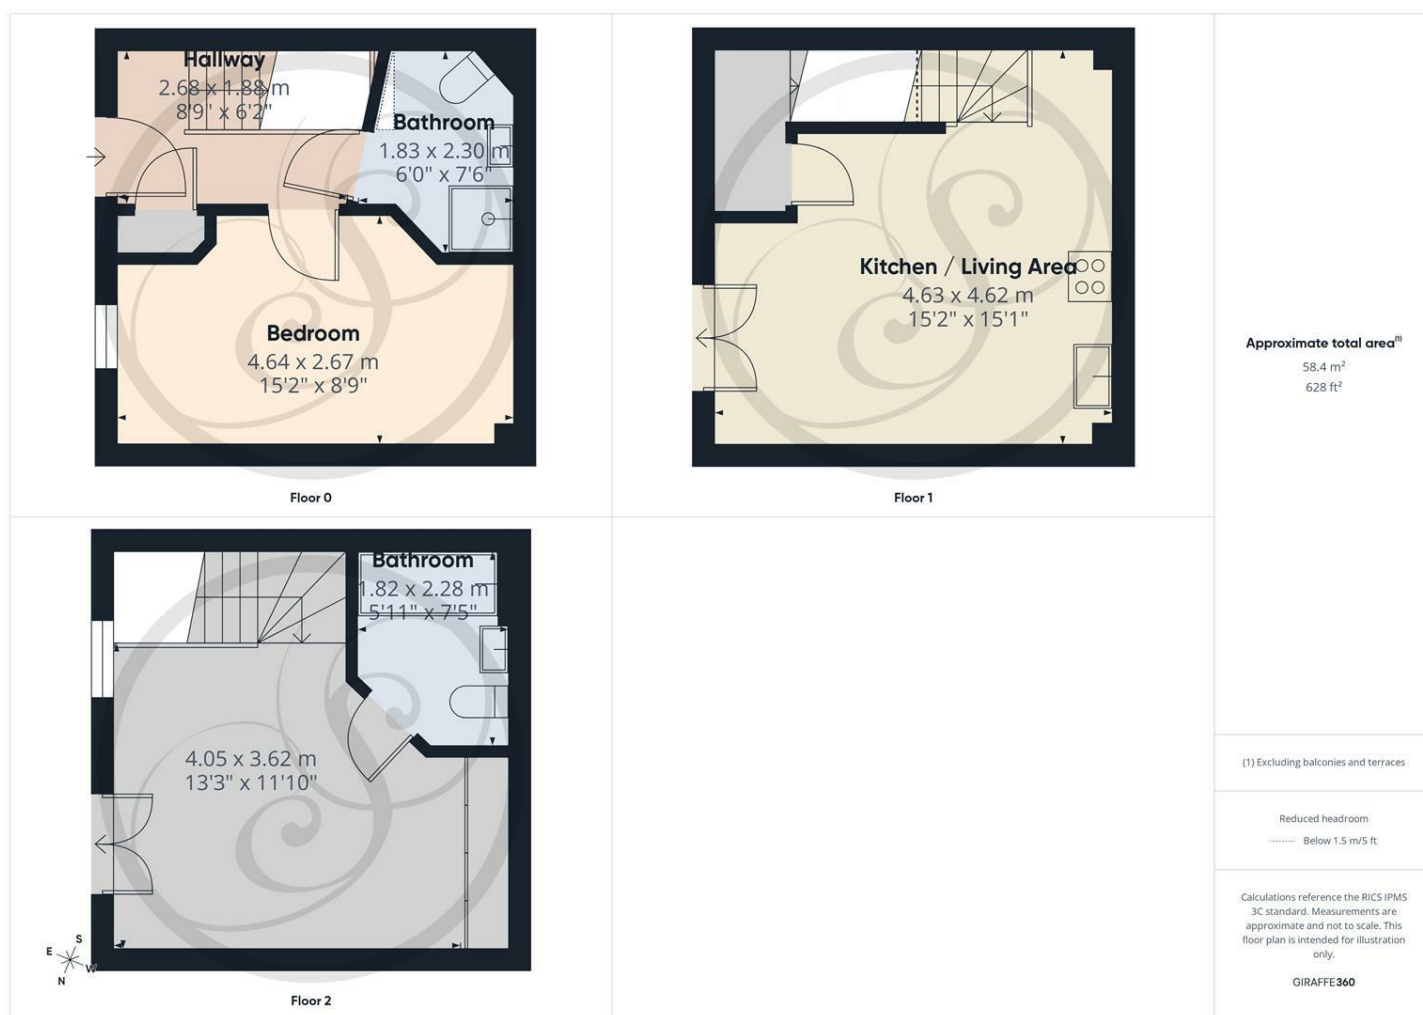 Hallway
2.68 x 1.88 m
8'9" x 6'2"
Bathroom
1.83 x 2.30 m
6'0" x 7'6"
Bedroom
4.64 x 2.67 m
15'2" x 8'9"
Floor 0
Kitchen / Living Area
4.63 x 4.62 m
15'2" x 15'1"
Floor 1
Bathroom
1.82 x 2.28 m
5'11" x 7'5"
4.05 x 3.62 m
13'3" x 11'10"
S
E
W
N
Floor 2
Approximate total area(1)
58.4 m²
628 ft²
(1) Excluding balconies and terraces
Reduced headroom
Below 1.5 m/5 ft
Calculations reference the RICS IPMS
3C standard. Measurements are
approximate and not to scale. This
floor plan is intended for illustration
only.
GIRAFFE360